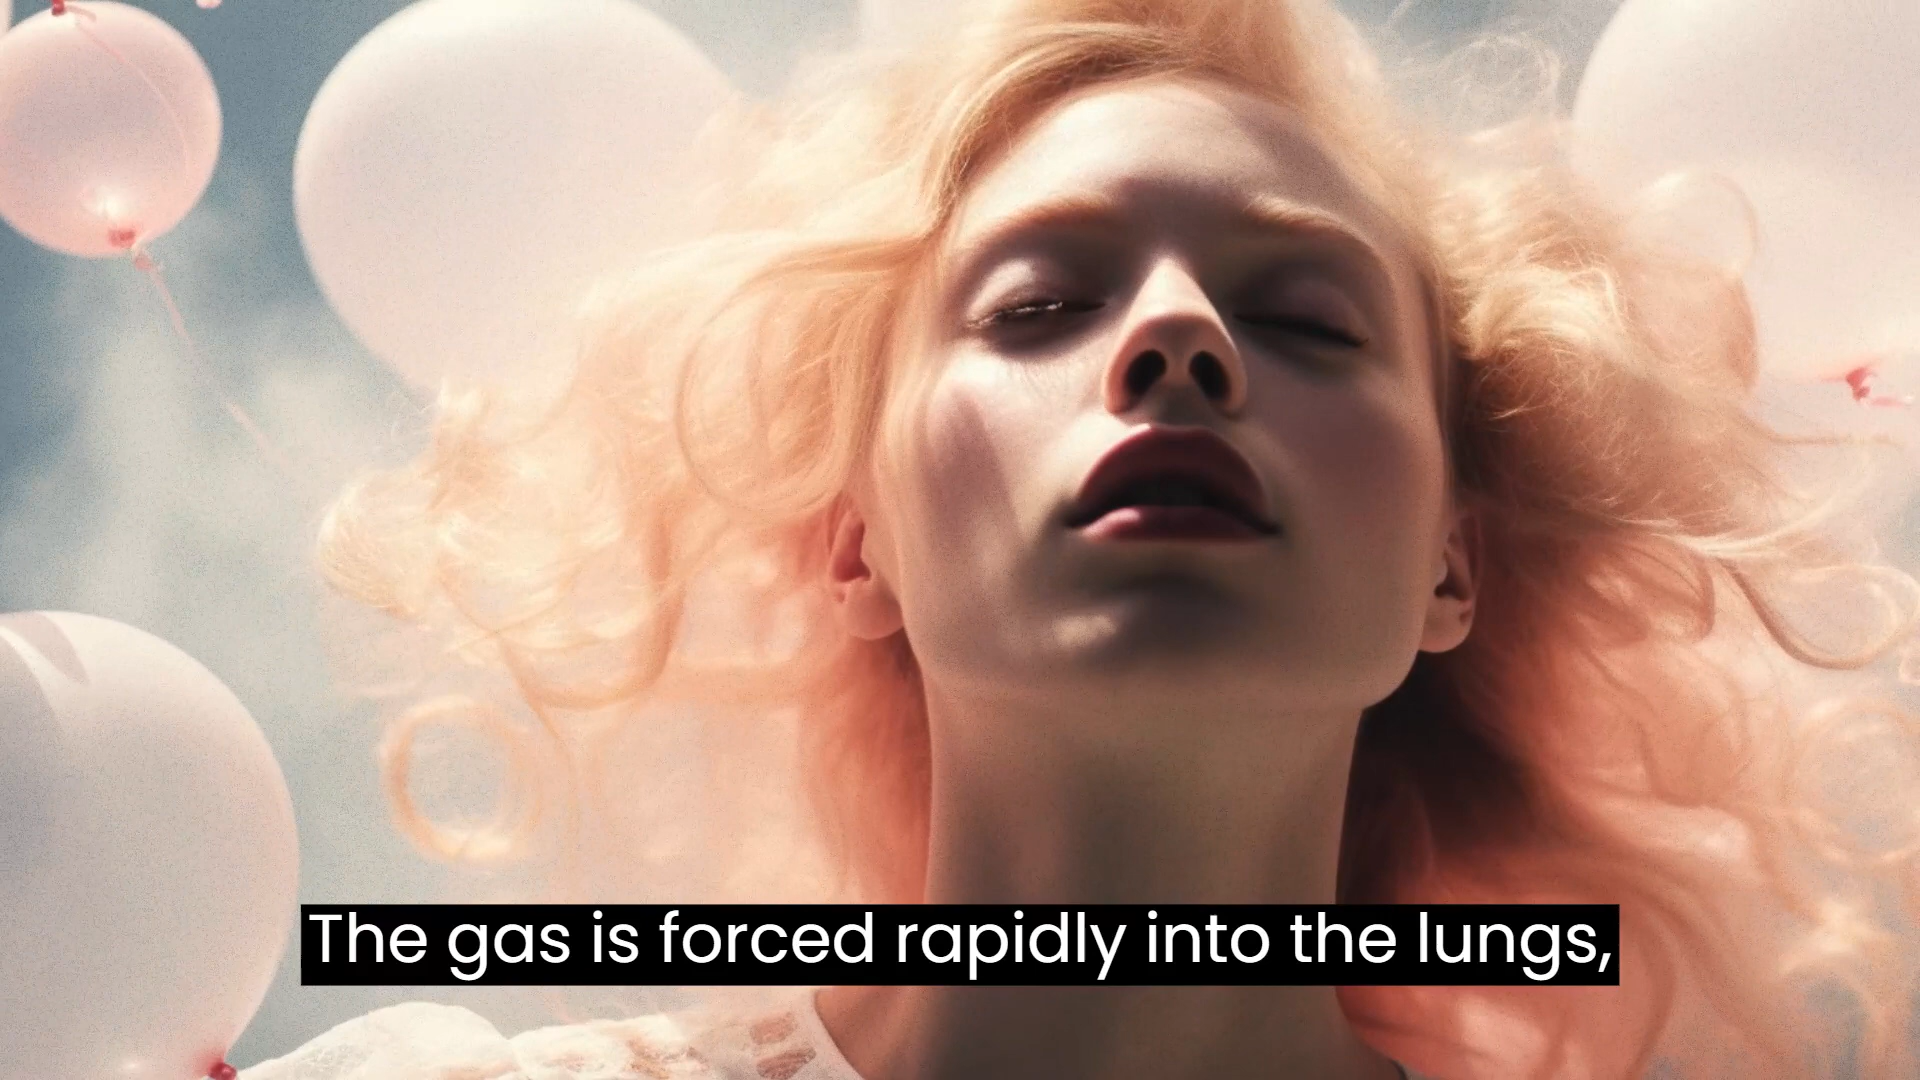 The gas is forced rapidly into the lungs,